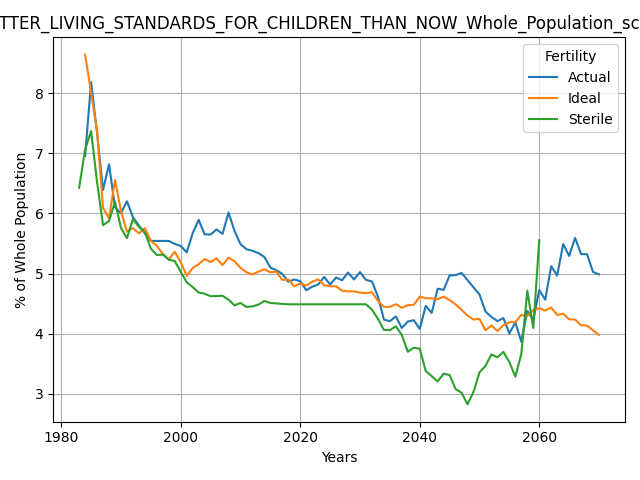 TTER_LIVING_STANDARDS_FOR_CHILDREN_THAN_NOW_Whole_Population_sc
Fertility
Actual
Ideal
Sterile
% of Whole Population
8
7
6
5
4
3
1980 2000 2020 2040 2060
Years